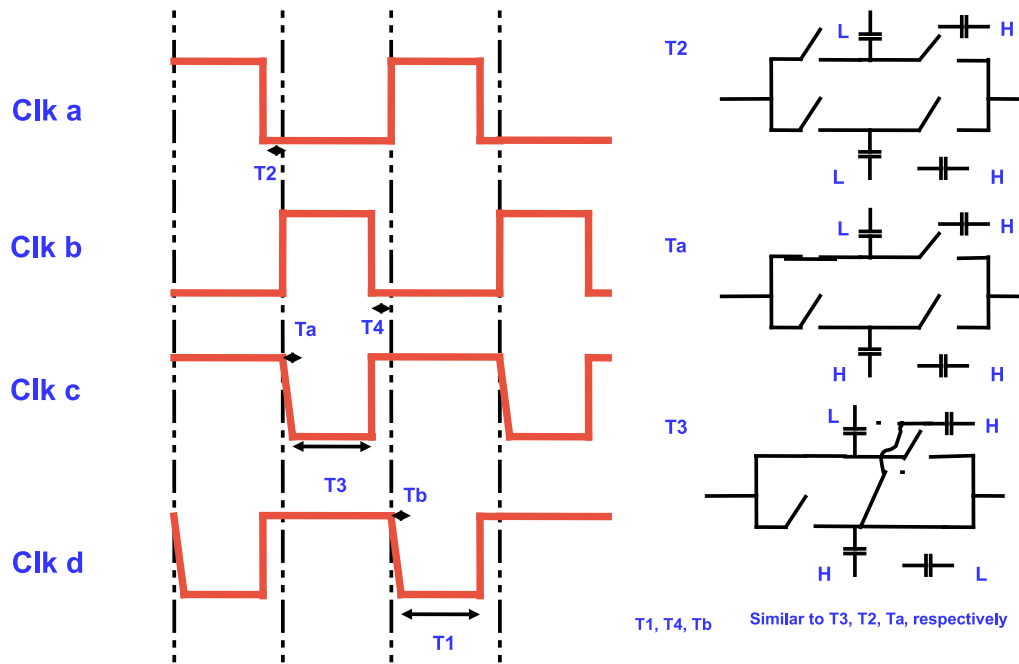 Clk a
T2
Clk b
Ta
T4
Clk c
T3
Tb
Clk d
T1
T2
L
H
L
H
Ta
L
H
H
H
T3
L
H
H
L
T1, T4, Tb
Similar to T3, T2, Ta, respectively